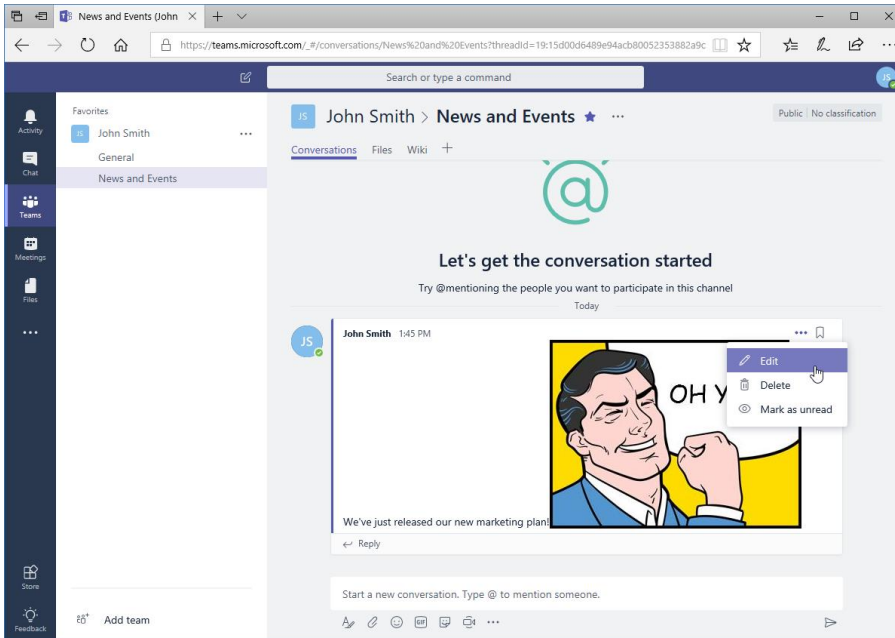 News and Events (John
https://teams.microsoft.com/_#/conversations/News%20and%20Events?threadId=19:15d00d6489e94acb80052353882a9c
Search or type a command
JS
Activity
Chat
Teams
Meetings
Files
Store
Feedback
Favorites
JS John Smith
General
News and Events
Add team
JS John Smith > News and Events
Public No classification
Conversations Files Wiki
@
Let's get the conversation started
Try @mentioning the people you want to participate in this channel
Today
JS
John Smith 1:45 PM
Edit
Delete
Mark as unread
OH Y
We've just released our new marketing plan!
Reply
Start a new conversation. Type @ to mention someone.
GIF